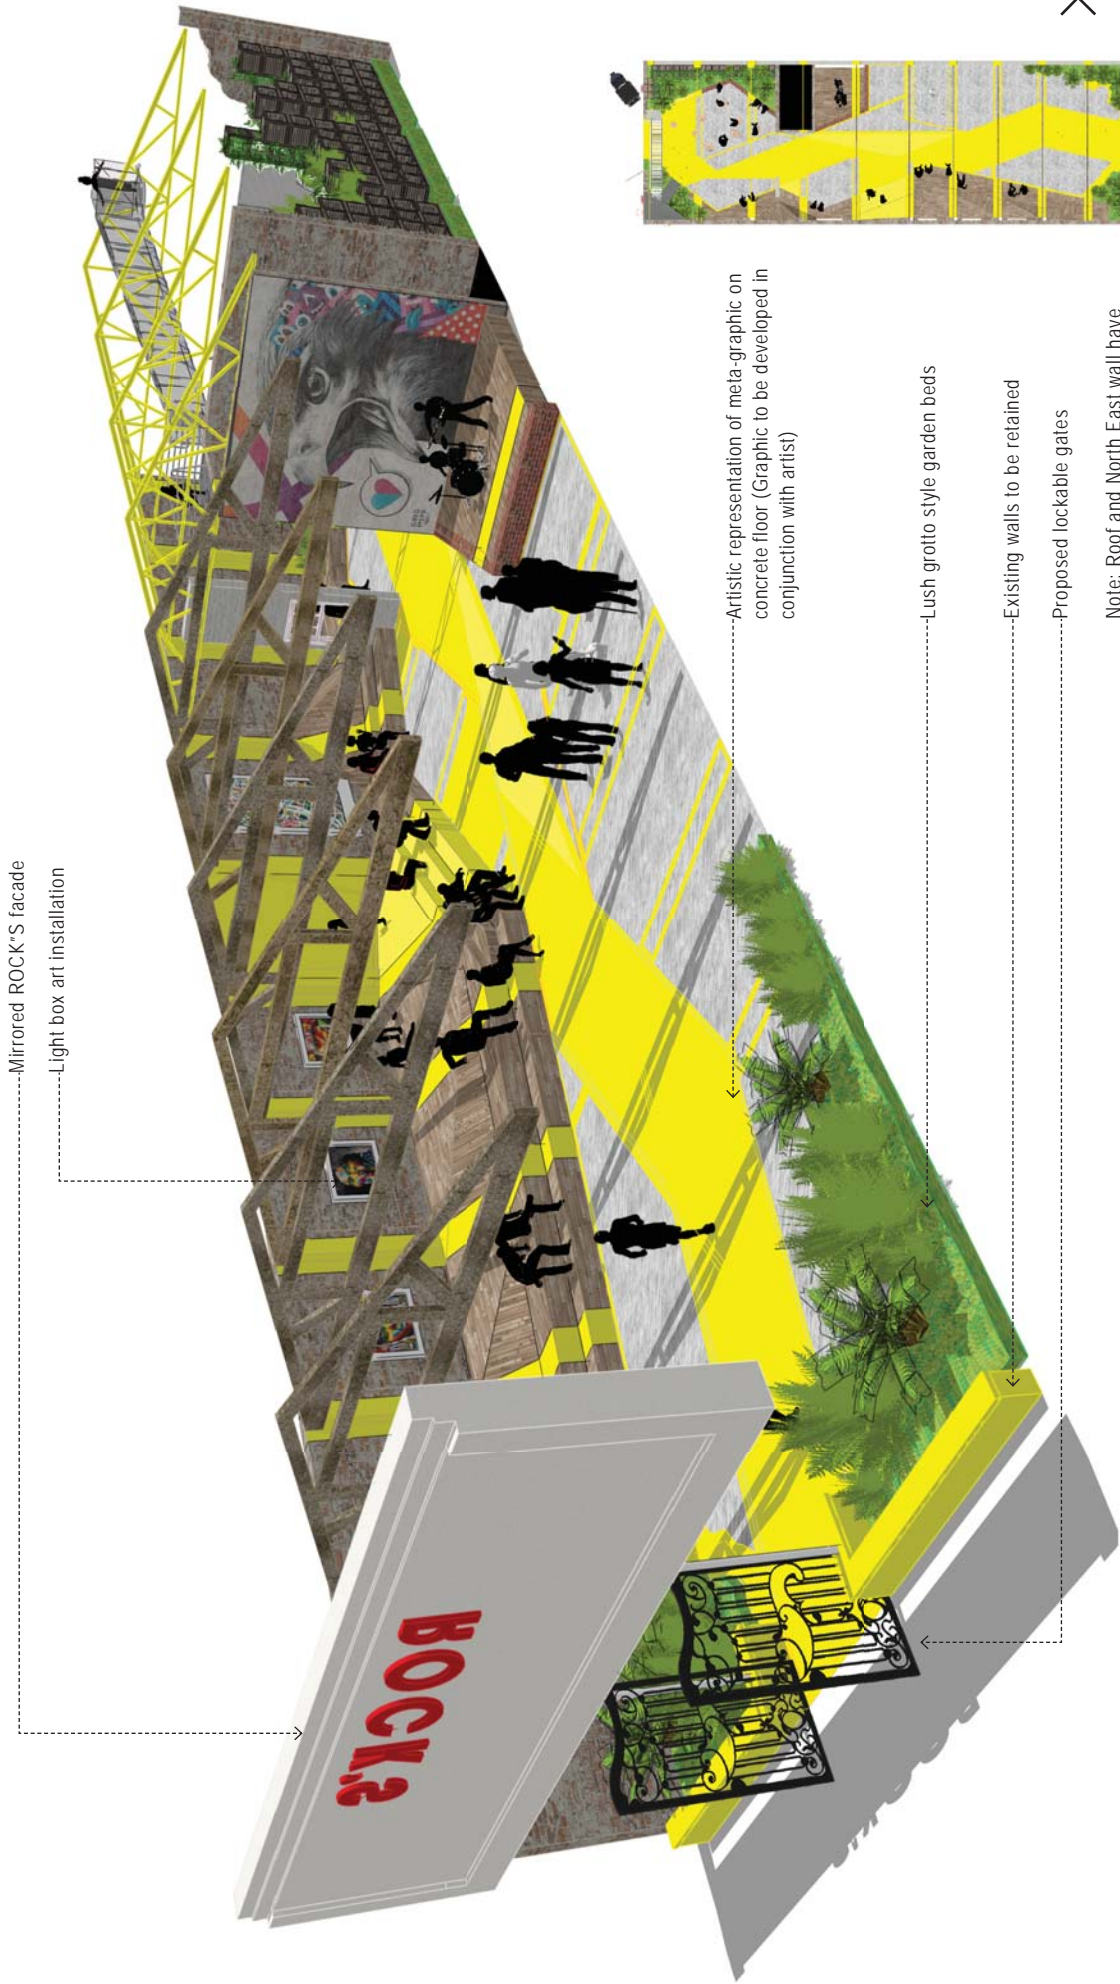 Mirrored ROCK"S facade
Light box art installation
ROCK.S
Artistic representation of meta-graphic on
concrete floor (Graphic to be developed in
conjunction with artist)
Lush grotto style garden beds
Existing walls to be retained
Proposed lockable gates
Note: Roof and North East wall have